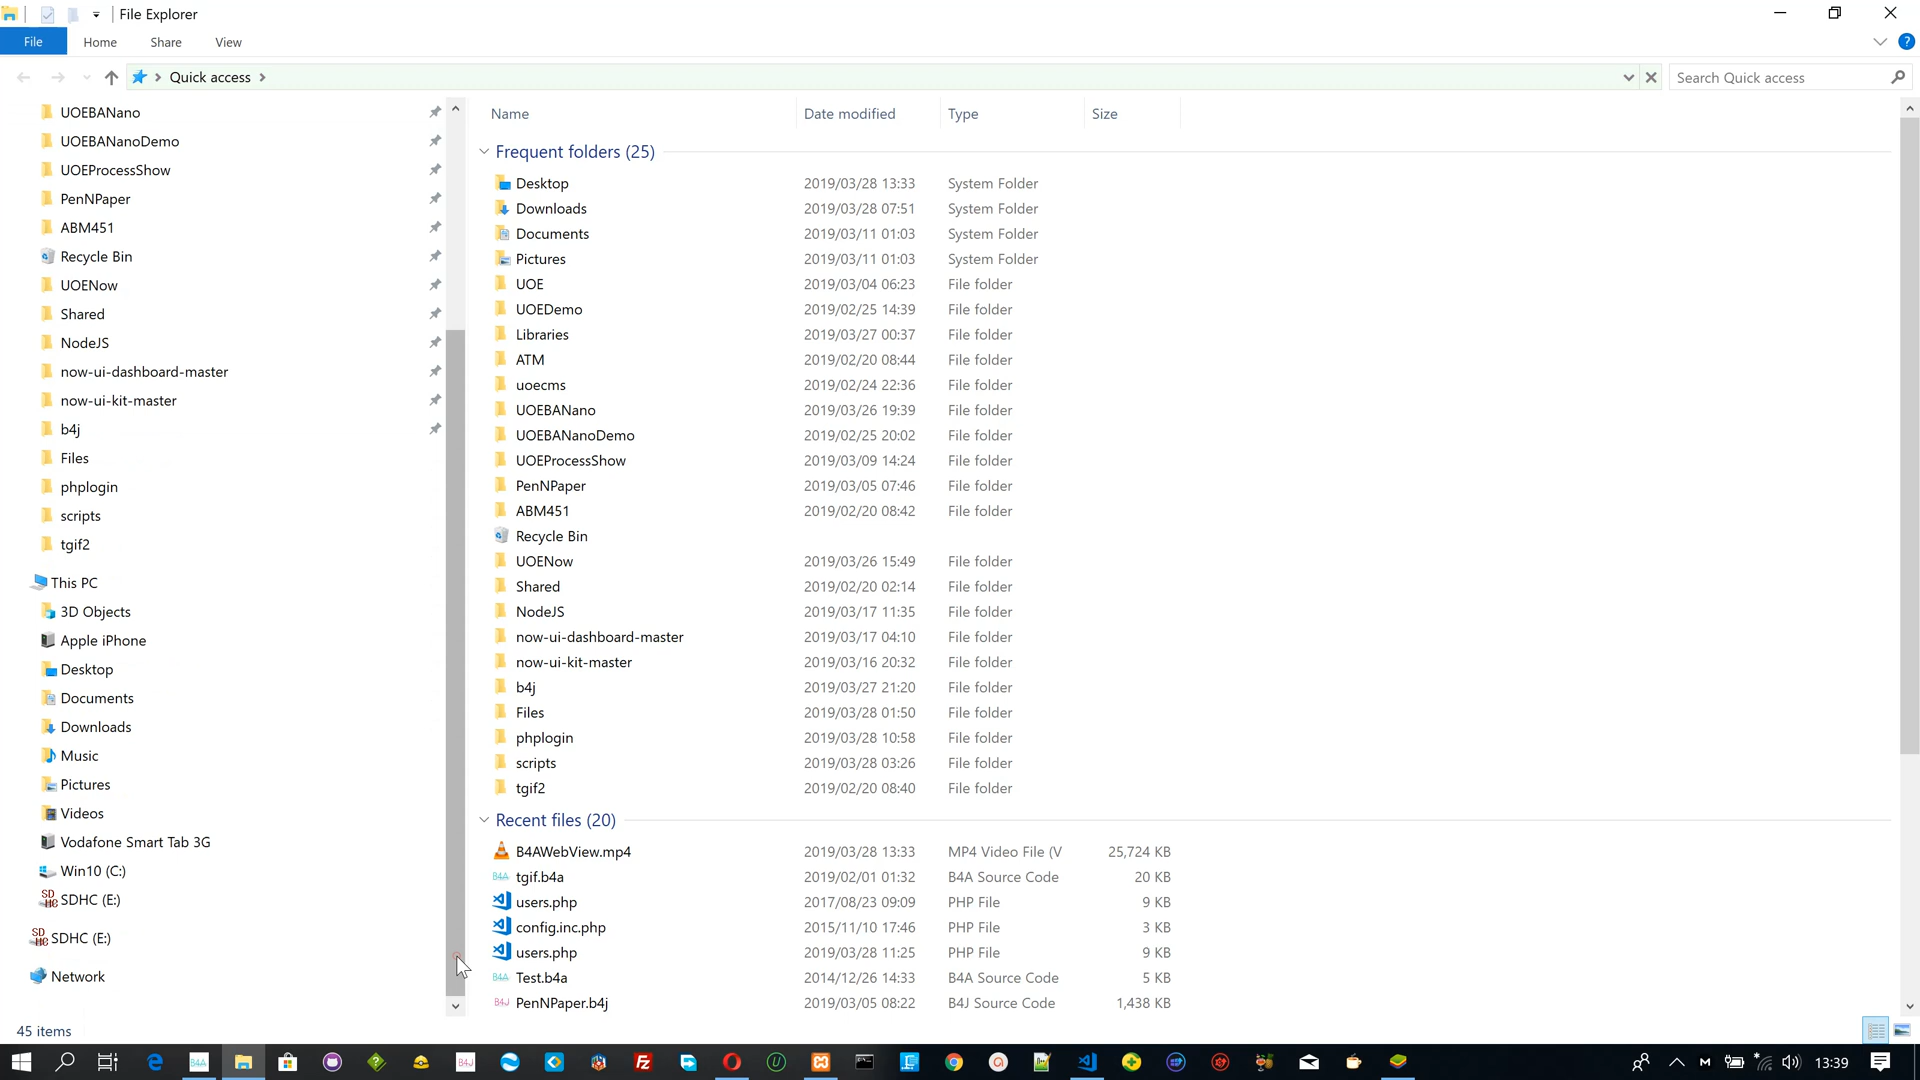 File Explorer
File Home Share View
Quick access
Search Quick access
UOEBANano
UOEBANanoDemo
UOEProcessShow
PenNPaper
ABM451
Recycle Bin
UOENow
Shared
NodeJS
now-ui-dashboard-master
now-ui-kit-master
b4j
Files
phplogin
scripts
tgif2
This PC
3D Objects
Apple iPhone
Desktop
Documents
Downloads
Music
Pictures
Videos
Vodafone Smart Tab 3G
Win10 (C:)
SDHC (E:)
SDHC (E:)
Network
Name Date modified Type Size
Frequent folders (25)
Desktop 2019/03/28 13:33 System Folder
Downloads 2019/03/28 07:51 System Folder
Documents 2019/03/11 01:03 System Folder
Pictures 2019/03/11 01:03 System Folder
UOE 2019/03/04 06:23 File folder
UOEDemo 2019/02/25 14:39 File folder
Libraries 2019/03/27 00:37 File folder
ATM 2019/02/20 08:44 File folder
uoecms 2019/02/24 22:36 File folder
UOEBANano 2019/03/26 19:39 File folder
UOEBANanoDemo 2019/02/25 20:02 File folder
UOEProcessShow 2019/03/09 14:24 File folder
PenNPaper 2019/03/05 07:46 File folder
ABM451 2019/02/20 08:42 File folder
Recycle Bin
UOENow 2019/03/26 15:49 File folder
Shared 2019/02/20 02:14 File folder
NodeJS 2019/03/17 11:35 File folder
now-ui-dashboard-master 2019/03/17 04:10 File folder
now-ui-kit-master 2019/03/16 20:32 File folder
b4j 2019/03/27 21:20 File folder
Files 2019/03/28 01:50 File folder
phplogin 2019/03/28 10:58 File folder
scripts 2019/03/28 03:26 File folder
tgif2 2019/02/20 08:40 File folder
Recent files (20)
B4AWebView.mp4 2019/03/28 13:33 MP4 Video File (V 25,724 KB
B4A tgif.b4a 2019/02/01 01:32 B4A Source Code 20 KB
users.php 2017/08/23 09:09 PHP File 9 KB
config.inc.php 2015/11/10 17:46 PHP File 3 KB
users.php 2019/03/28 11:25 PHP File 9 KB
B4A Test.b4a 2014/12/26 14:33 B4A Source Code 5 KB
B4J PenNPaper.b4j 2019/03/05 08:22 B4J Source Code 1,438 KB
45 items
B4A B4J 13:39